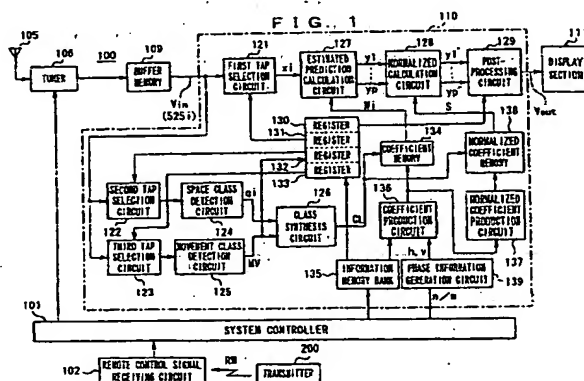 FIG. 1
105
106
TUNER
100
109
BUFFER MEMORY
Vin
(525i)
121
FIRST TAP SELECTION CIRCUIT
xi
127
ESTIMATED PREDICTION CALCULATION CIRCUIT
y1
yp
110
128
NORMALIZED CALCULATION CIRCUIT
y1'
yp'
129
POST-PROCESSING CIRCUIT
Vout
111
DISPLAY SECTION
130
131
132
133
REGISTER
REGISTER
REGISTER
REGISTER
Wi
S
134
COEFFICIENT MEMORY
138
NORMALIZED COEFFICIENT MEMORY
SECOND TAP SELECTION CIRCUIT
122
SPACE CLASS DETECTION CIRCUIT
124
qi
126
CLASS SYNTHESIS CIRCUIT
CL
136
COEFFICIENT PRODUCTION CIRCUIT
NORMALIZED COEFFICIENT PRODUCTION CIRCUIT
137
THIRD TAP SELECTION CIRCUIT
123
MOVEMENT CLASS DETECTION CIRCUIT
125
MV
135
INFORMATION MEMORY BANK
h, v
PHASE INFORMATION GENERATION CIRCUIT
139
n/m
101
SYSTEM CONTROLLER
102
REMOTE CONTROL SIGNAL RECEIVING CIRCUIT
RM
200
TRANSMITTER